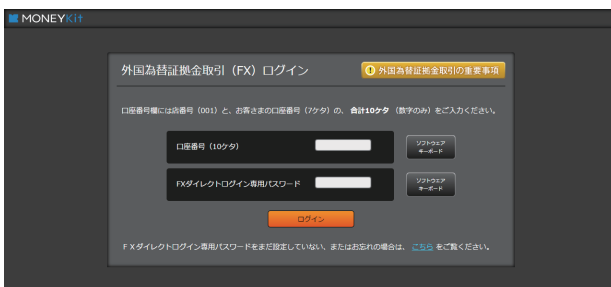 MONEYKit
外国為替証拠金取引（FX）ログイン
! 外国為替証拠金取引の重要事項
口座番号欄には店番号（001）と、お客さまの口座番号（7ケタ）の、合計10ケタ（数字のみ）をご入力ください。
口座番号（10ケタ）
ソフトウェア
キーボード
FXダイレクトログイン専用パスワード
ソフトウェア
キーボード
ログイン
ＦＸダイレクトログイン専用パスワードをまだ設定していない、またはお忘れの場合は、こちら をご覧ください。